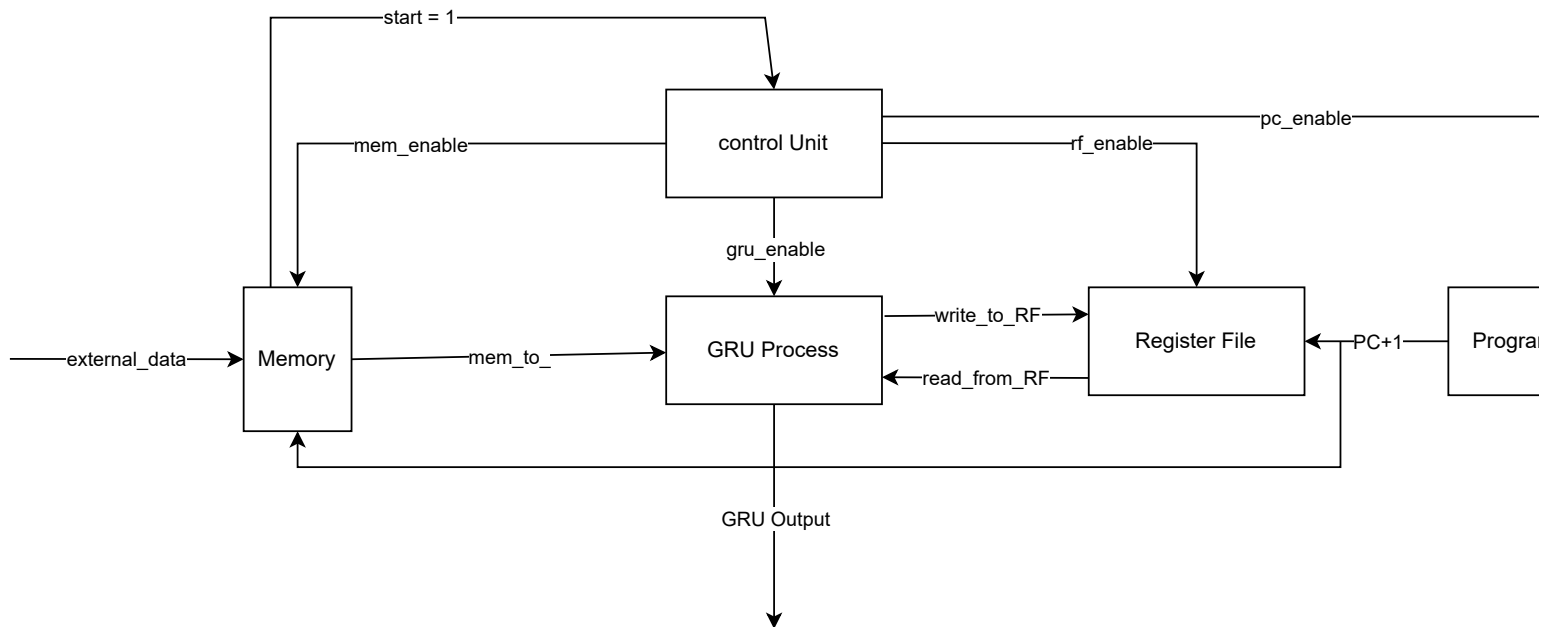 start = 1
control Unit
pc_enable
mem_enable
rf_enable
gru_enable
write_to_RF
GRU Process
Register File
PC+1
external_data
Memory
mem_to_
read_from_RF
GRU Output